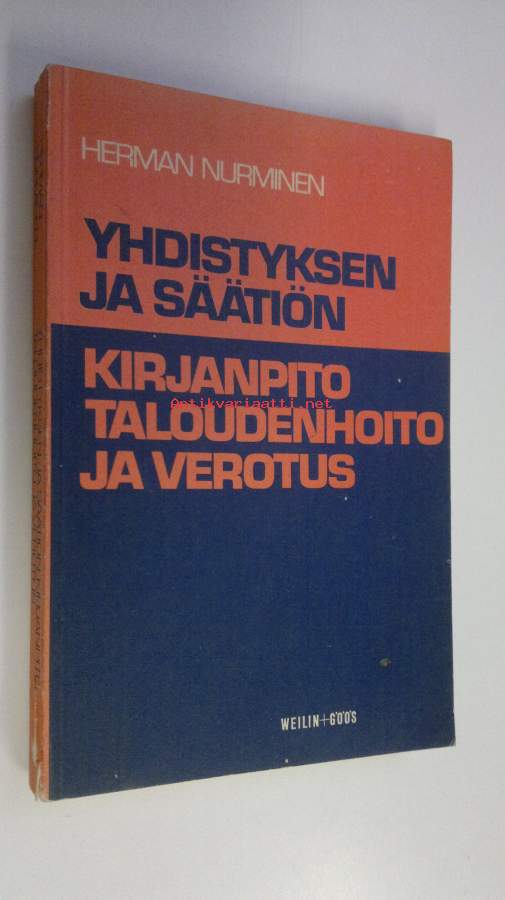 HERMAN NURMINEN
YHDISTYKSEN
JA SÄÄTIÖN
KIRJANPITO
Antikvariaatti.net
TALOUDENHOITO
JA VEROTUS
WEILIN+GÖÖS